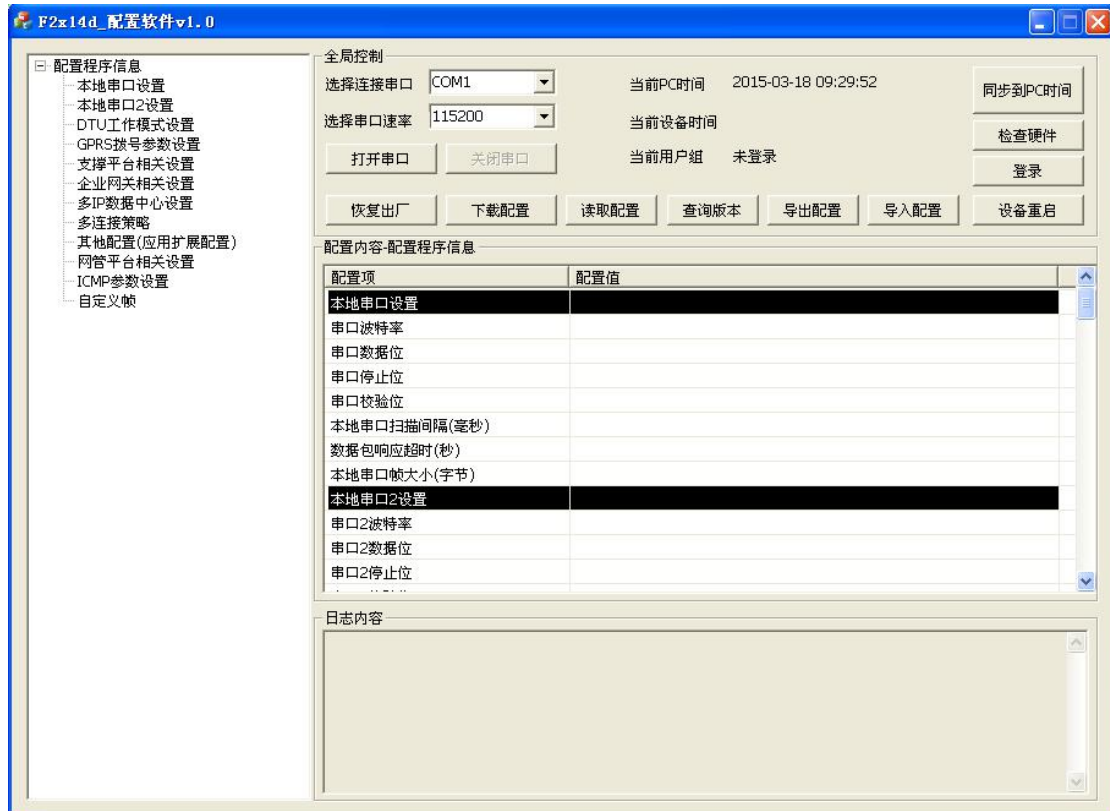 F2x14d_配置软件v1.0
配置程序信息
本地串口设置
本地串口2设置
DTU工作模式设置
GPRS拨号参数设置
支撑平台相关设置
企业网关相关设置
多IP数据中心设置
多连接策略
其他配置(应用扩展配置)
网管平台相关设置
ICMP参数设置
自定义帧
全局控制
选择连接串口 COM1 当前PC时间 2015-03-18 09:29:52 同步到PC时间
选择串口速率 115200 当前设备时间 检查硬件
打开串口 关闭串口 当前用户组 未登录 登录
恢复出厂 下载配置 读取配置 查询版本 导出配置 导入配置 设备重启
配置内容-配置程序信息
配置项 配置值
本地串口设置
串口波特率
串口数据位
串口停止位
串口校验位
本地串口扫描间隔(毫秒)
数据包响应超时(秒)
本地串口帧大小(字节)
本地串口2设置
串口2波特率
串口2数据位
串口2停止位
日志内容